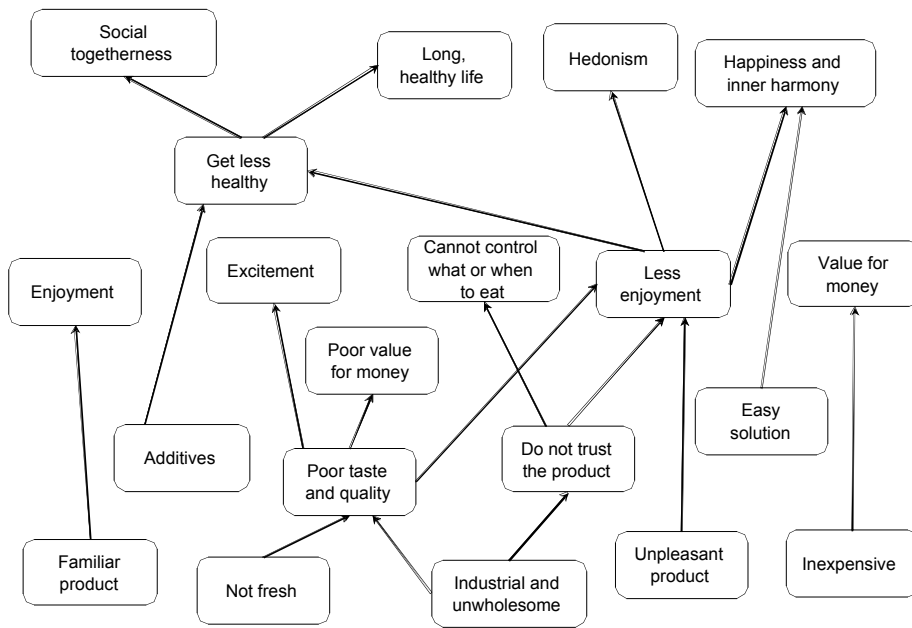 Social
togetherness
Long,
healthy life
Hedonism
Happiness and
inner harmony
Get less
healthy
Enjoyment
Excitement
Cannot control
what or when
to eat
Less
enjoyment
Value for
money
Poor value
for money
Additives
Poor taste
and quality
Do not trust
the product
Easy
solution
Familiar
product
Not fresh
Industrial and
unwholesome
Unpleasant
product
Inexpensive